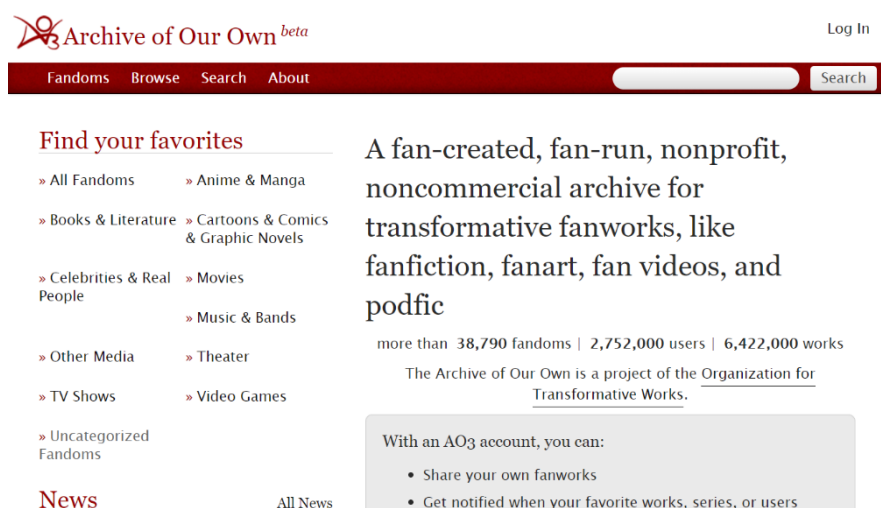 Archive of Our Own beta
Log In
Fandoms Browse Search About
Search
Find your favorites
» All Fandoms
» Anime & Manga
» Books & Literature
» Cartoons & Comics
& Graphic Novels
» Celebrities & Real
People
» Movies
» Music & Bands
» Other Media
» Theater
» TV Shows
» Video Games
» Uncategorized
Fandoms
News
All News
A fan-created, fan-run, nonprofit,
noncommercial archive for
transformative fanworks, like
fanfiction, fanart, fan videos, and
podfic
more than 38,790 fandoms | 2,752,000 users | 6,422,000 works
The Archive of Our Own is a project of the Organization for
Transformative Works.
With an AO3 account, you can:
• Share your own fanworks
• Get notified when your favorite works, series, or users